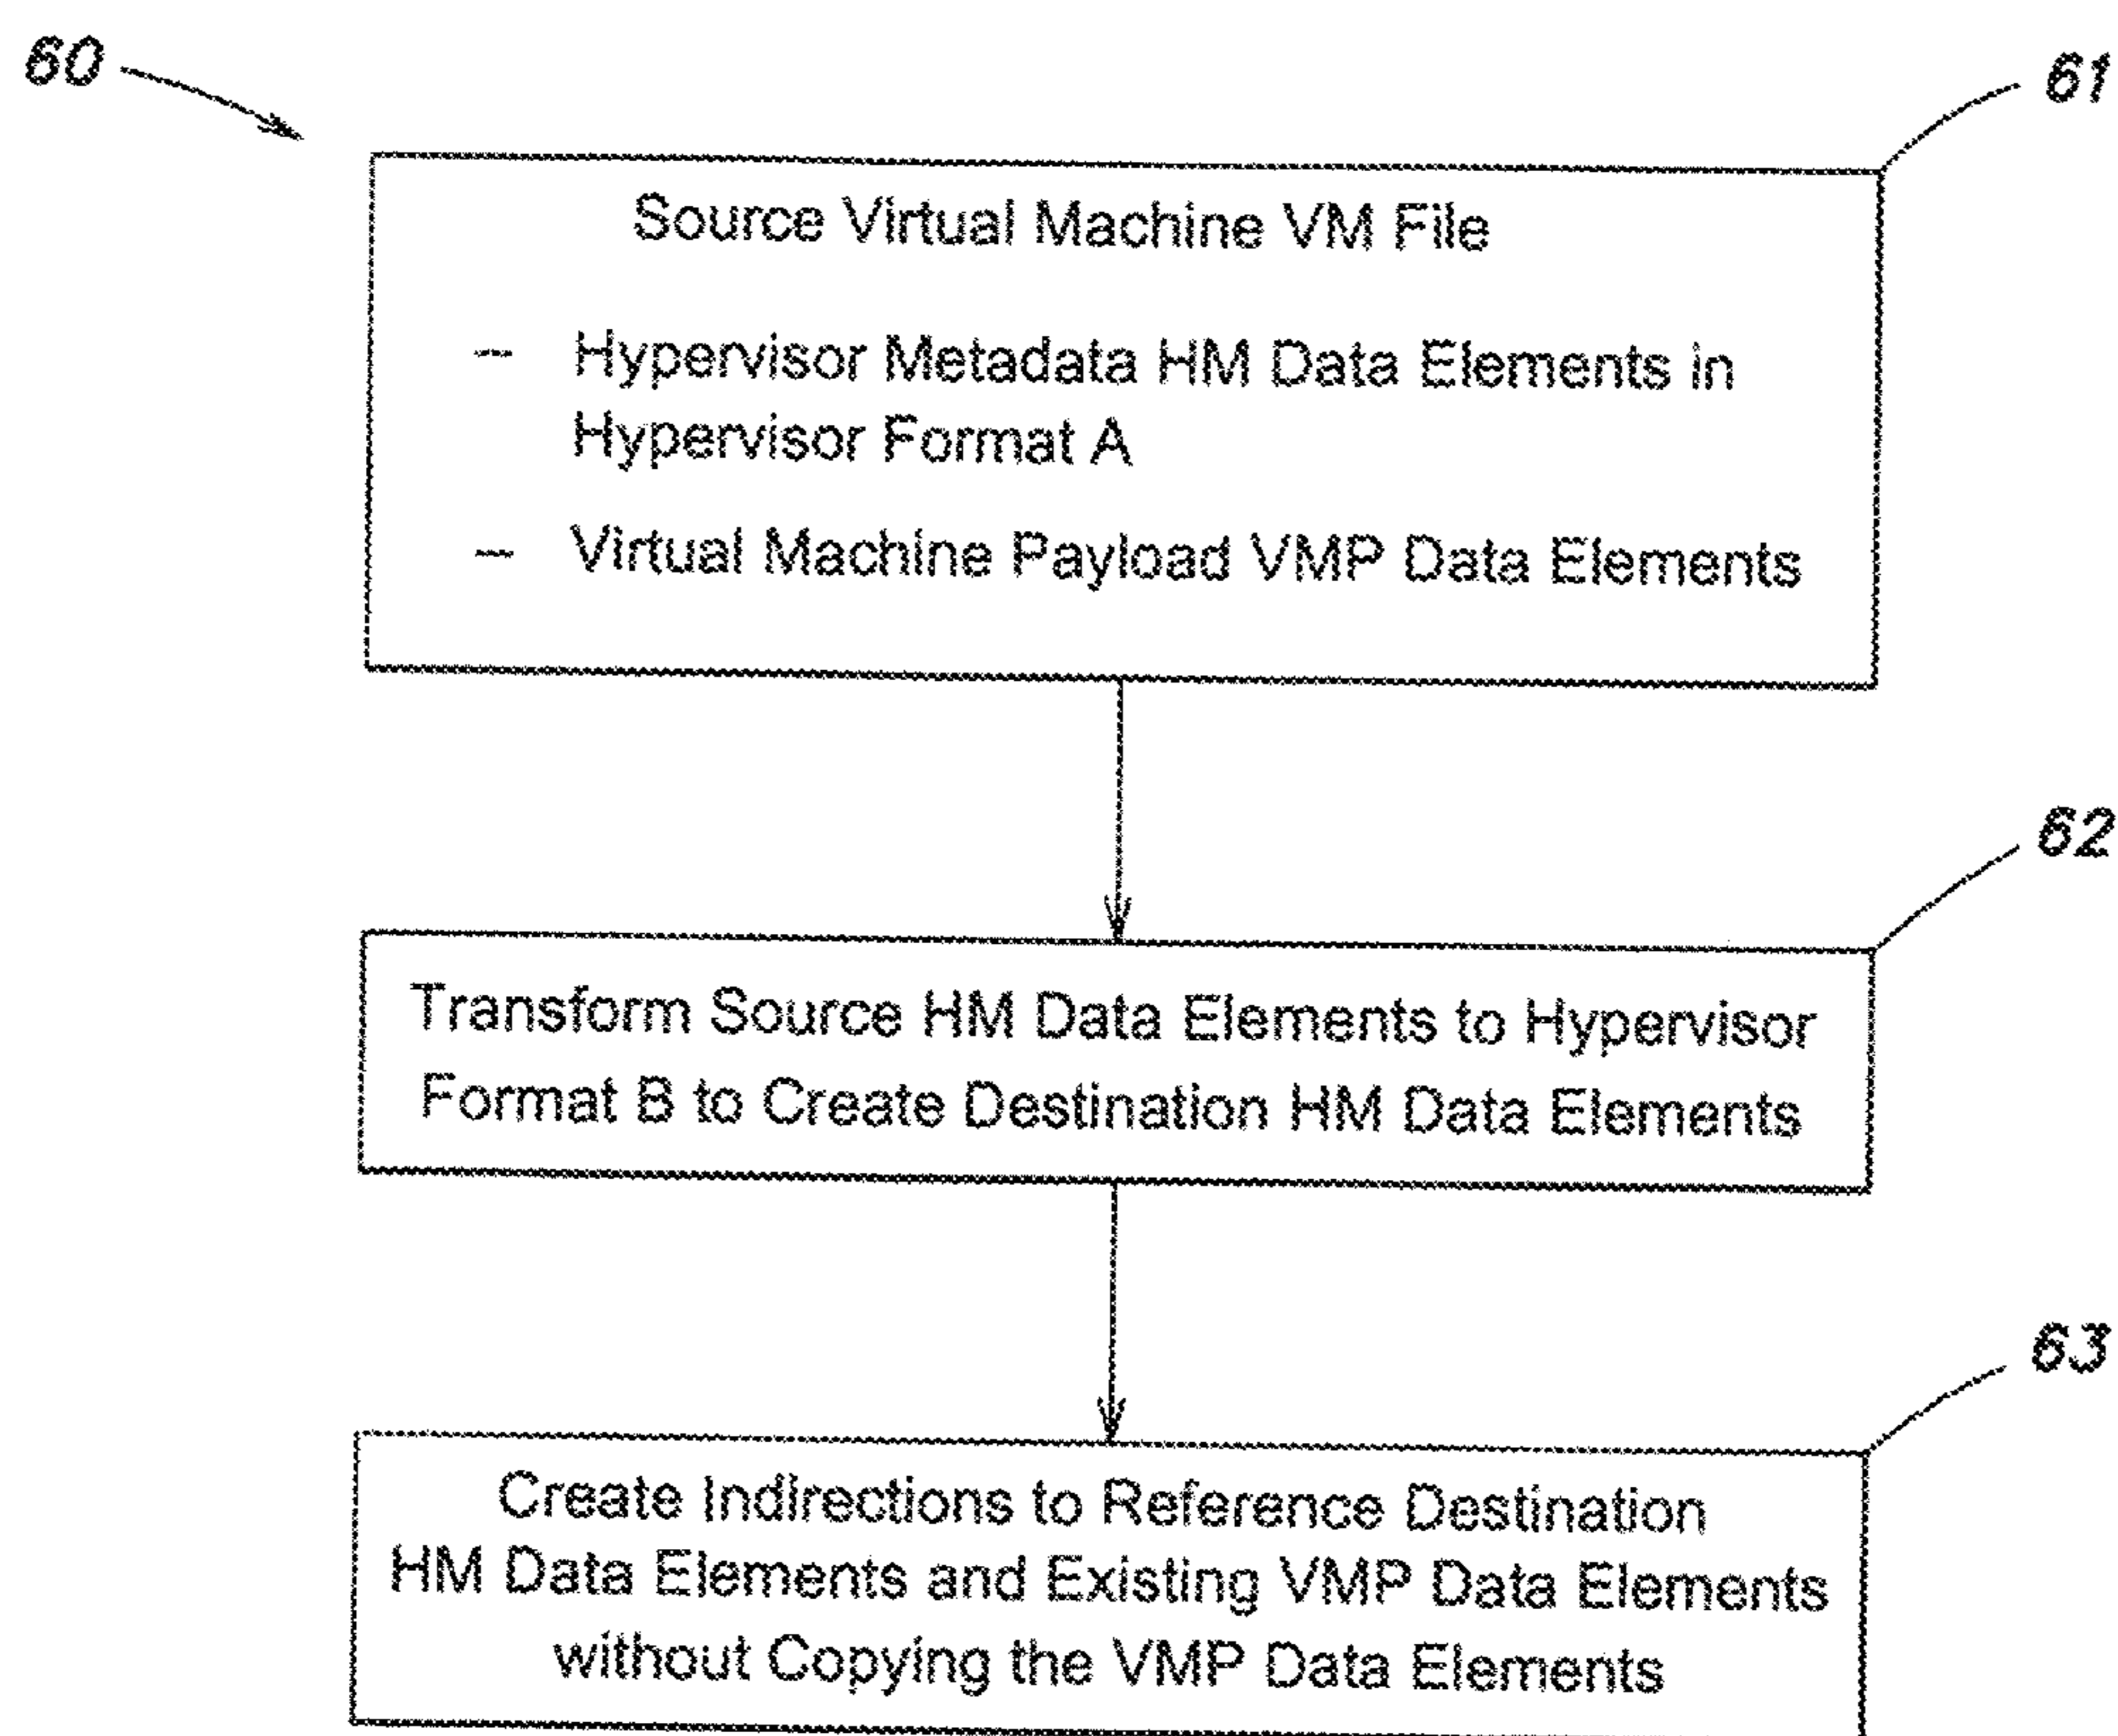 60
61
Source Virtual Machine VM File
– Hypervisor Metadata HM Data Elements in
Hypervisor Format A
– Virtual Machine Payload VMP Data Elements
62
Transform Source HM Data Elements to Hypervisor
Format B to Create Destination HM Data Elements
63
Create Indirections to Reference Destination
HM Data Elements and Existing VMP Data Elements
without Copying the VMP Data Elements